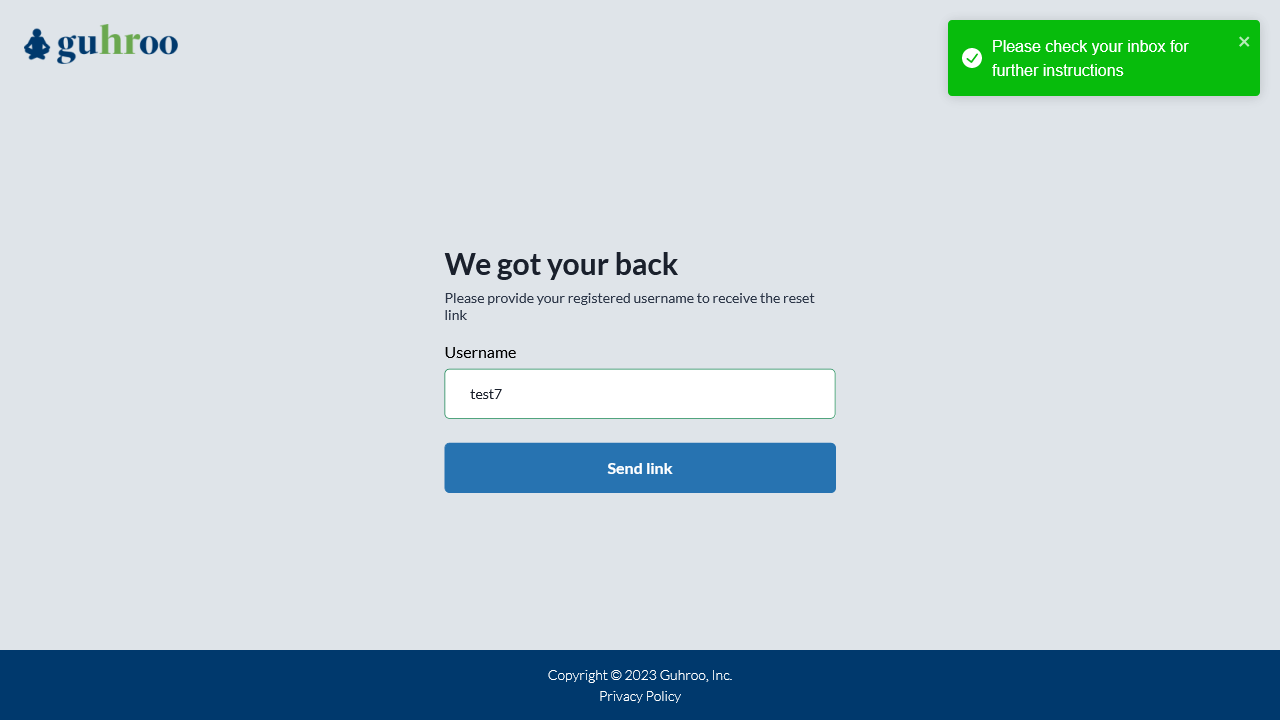 guhroo
Please check your inbox for
further instructions
We got your back
Please provide your registered username to receive the reset
link
Username
test7
Send link
Copyright © 2023 Guhroo, Inc.
Privacy Policy